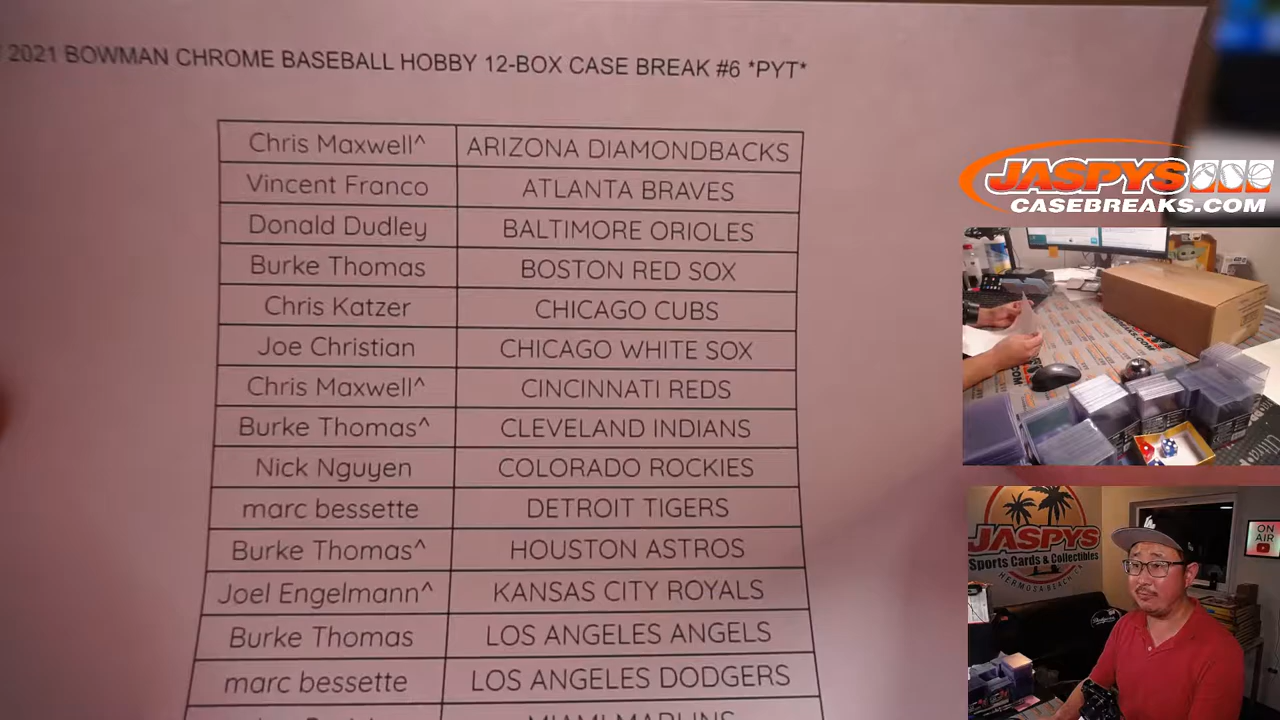 2021 BOWMAN CHROME BASEBALL HOBBY 12-BOX CASE BREAK #6 *PYT*
Chris Maxwell^ ARIZONA DIAMONDBACKS
Vincent Franco ATLANTA BRAVES
Donald Dudley BALTIMORE ORIOLES
Burke Thomas BOSTON RED SOX
Chris Katzer CHICAGO CUBS
Joe Christian CHICAGO WHITE SOX
Chris Maxwell^ CINCINNATI REDS
Burke Thomas^ CLEVELAND INDIANS
Nick Nguyen COLORADO ROCKIES
marc bessette DETROIT TIGERS
Burke Thomas^ HOUSTON ASTROS
Joel Engelmann^ KANSAS CITY ROYALS
Burke Thomas LOS ANGELES ANGELS
marc bessette LOS ANGELES DODGERS
MIAMI MARLINS
JASPYS
CASEBREAKS.COM
JASPYS
Sports Cards & Collectibles
HERMOSA BEACH, CA
ON
AIR